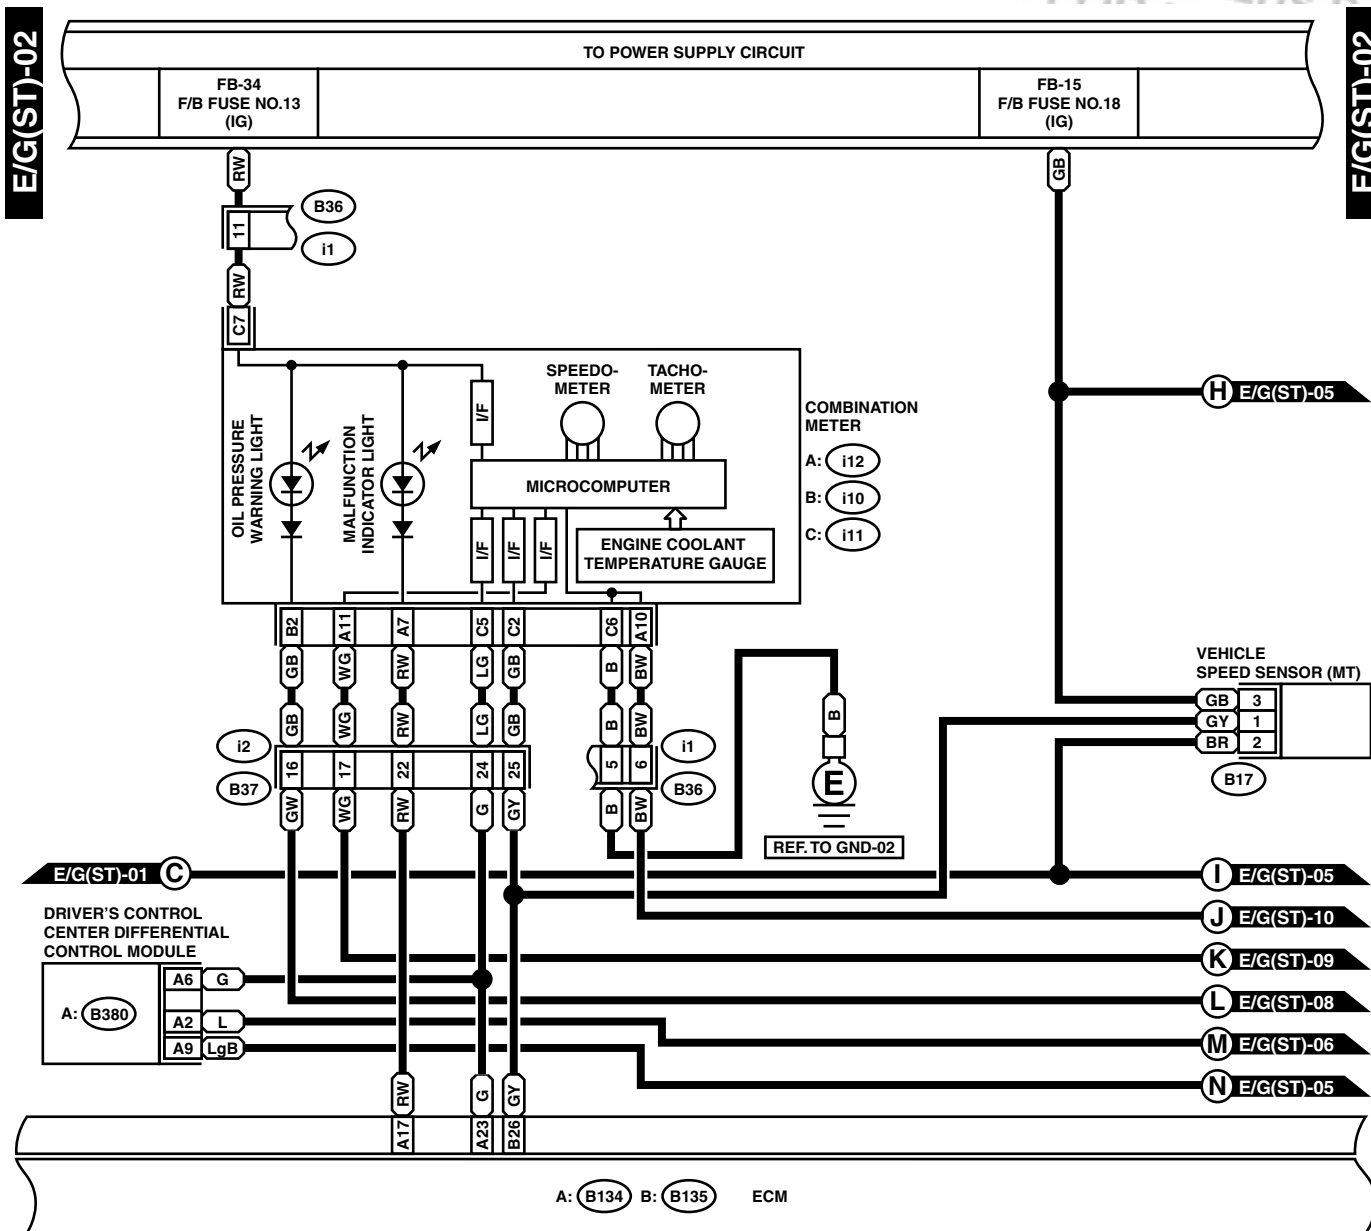 E/G(ST)-02
E/G(ST)-02
TO POWER SUPPLY CIRCUIT
FB-34
F/B FUSE NO.13
(IG)
FB-15
F/B FUSE NO.18
(IG)
RW
GB
11
B36
i1
RW
C7
H E/G(ST)-05
OIL PRESSURE
WARNING LIGHT
MALFUNCTION
INDICATOR LIGHT
I/F
SPEEDO-
METER
TACHO-
METER
MICROCOMPUTER
I/F
I/F
I/F
ENGINE COOLANT
TEMPERATURE GAUGE
COMBINATION
METER
A: i12
B: i10
C: i11
B2 A11 A7 C5 C2 C6 A10
GB WG RW LG GB B BW
GB WG RW LG GB B BW
i2
B37
16 17 22 24 25 5 6
i1
B36
GW WG RW G GY B BW
B
E
REF. TO GND-02
VEHICLE
SPEED SENSOR (MT)
GB 3
GY 1
BR 2
B17
E/G(ST)-01 C
I E/G(ST)-05
J E/G(ST)-10
K E/G(ST)-09
L E/G(ST)-08
M E/G(ST)-06
N E/G(ST)-05
DRIVER'S CONTROL
CENTER DIFFERENTIAL
CONTROL MODULE
A: B380
A6 G
A2 L
A9 LgB
RW G GY
A17 A23 B26
A: B134 B: B135 ECM